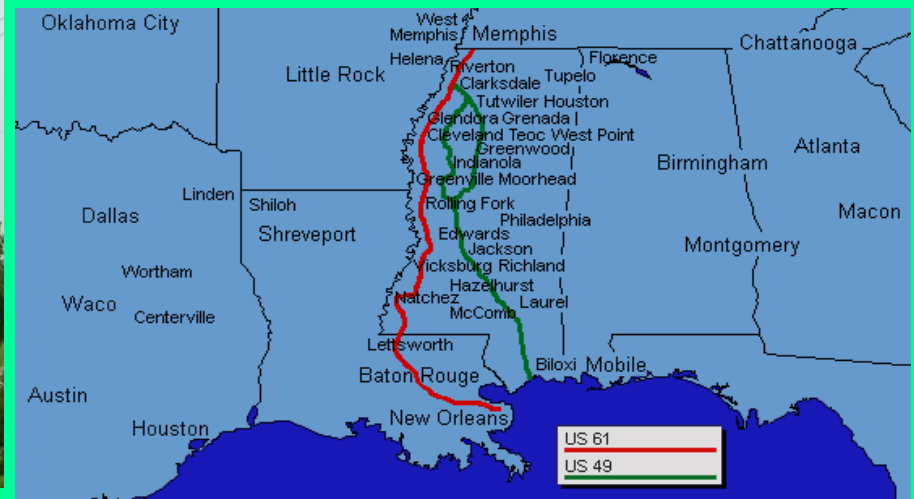 Oklahoma City
West
Memphis
Memphis
Chattanooga
Helena
Riverton
Florence
Little Rock
Clarksdale
Tupelo
Tutwiler Houston
Glendora Grenada |
Cleveland Teoc West Point
Atlanta
Greenwood
Indianola
Birmingham
Greenville Moorhead
Linden
Shiloh
Rolling Fork
Macon
Dallas
Philadelphia
Shreveport
Edwards
Jackson
Montgomery
Wortham
Vicksburg Richland
Hazelhurst
Waco
Natchez
Laurel
Centerville
McComb
Lettsworth
Biloxi
Mobile
Baton Rouge
Austin
New Orleans
Houston
US 61
US 49